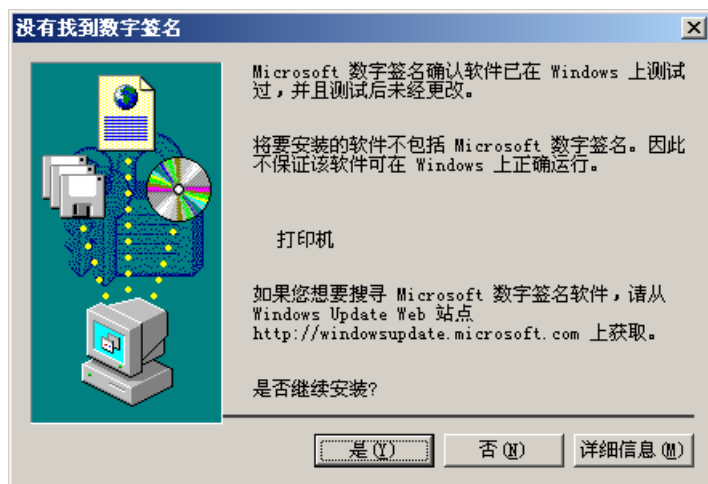 没有找到数字签名
Microsoft 数字签名确认软件已在 Windows 上测试
过，并且测试后未经更改。
将要安装的软件不包括 Microsoft 数字签名。因此
不保证该软件可在 Windows 上正确运行。
打印机
如果您想要搜寻 Microsoft 数字签名软件，请从
Windows Update Web 站点
http://windowsupdate.microsoft.com 上获取。
是否继续安装?
是(Y)
否(N)
详细信息(M)